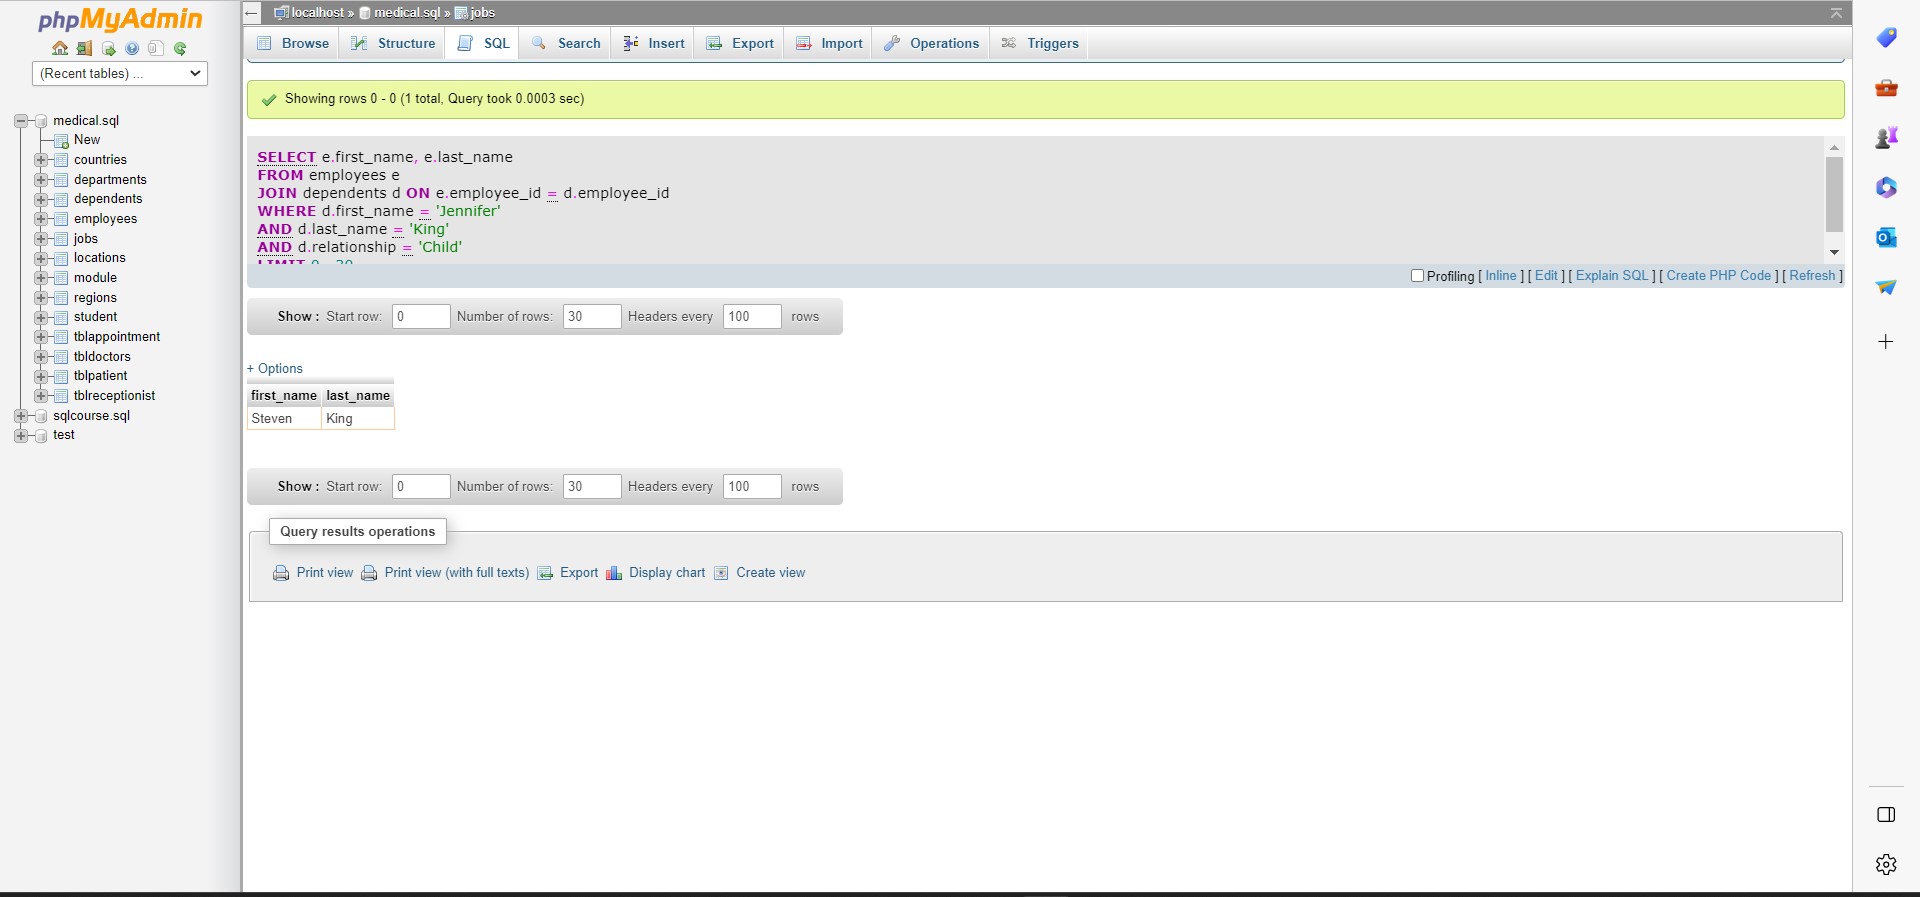 phpMyAdmin
(Recent tables) ...
medical.sql
New
countries
departments
dependents
employees
jobs
locations
module
regions
student
tblappointment
tbldoctors
tblpatient
tblreceptionist
sqlcourse.sql
test
localhost » medical.sql » jobs
Browse Structure SQL Search Insert Export Import Operations Triggers
Showing rows 0 - 0 (1 total, Query took 0.0003 sec)
SELECT e.first_name, e.last_name
FROM employees e
JOIN dependents d ON e.employee_id = d.employee_id
WHERE d.first_name = 'Jennifer'
AND d.last_name = 'King'
AND d.relationship = 'Child'
LIMIT 0 , 30
Profiling [ Inline ] [ Edit ] [ Explain SQL ] [ Create PHP Code ] [ Refresh ]
Show : Start row: 0 Number of rows: 30 Headers every 100 rows
+ Options
first_name last_name
Steven King
Show : Start row: 0 Number of rows: 30 Headers every 100 rows
Query results operations
Print view Print view (with full texts) Export Display chart Create view